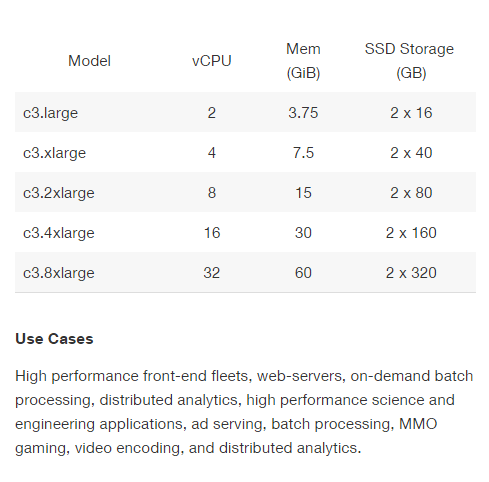 Model vCPU Mem (GiB) SSD Storage (GB)
c3.large 2 3.75 2 x 16
c3.xlarge 4 7.5 2 x 40
c3.2xlarge 8 15 2 x 80
c3.4xlarge 16 30 2 x 160
c3.8xlarge 32 60 2 x 320
Use Cases
High performance front-end fleets, web-servers, on-demand batch
processing, distributed analytics, high performance science and
engineering applications, ad serving, batch processing, MMO
gaming, video encoding, and distributed analytics.